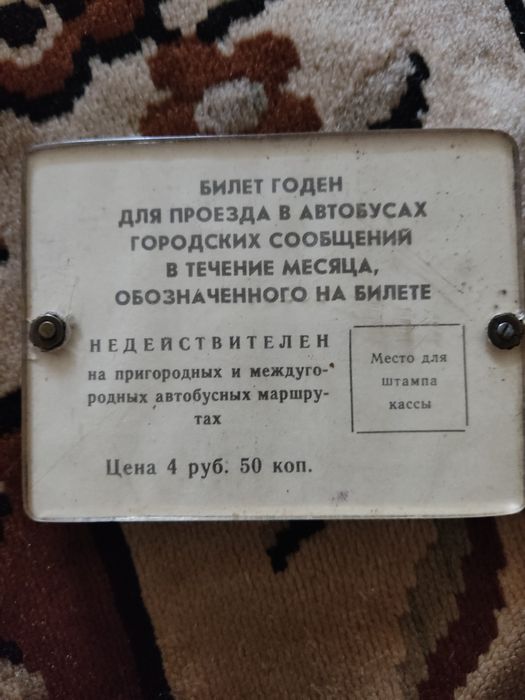 БИЛЕТ ГОДЕН
ДЛЯ ПРОЕЗДА В АВТОБУСАХ
ГОРОДСКИХ СООБЩЕНИЙ
В ТЕЧЕНИЕ МЕСЯЦА,
ОБОЗНАЧЕННОГО НА БИЛЕТЕ
НЕДЕЙСТВИТЕЛЕН
на пригородных и междуго-
родных автобусных маршру-
тах
Цена 4 руб. 50 коп.
Место для
штампа
кассы